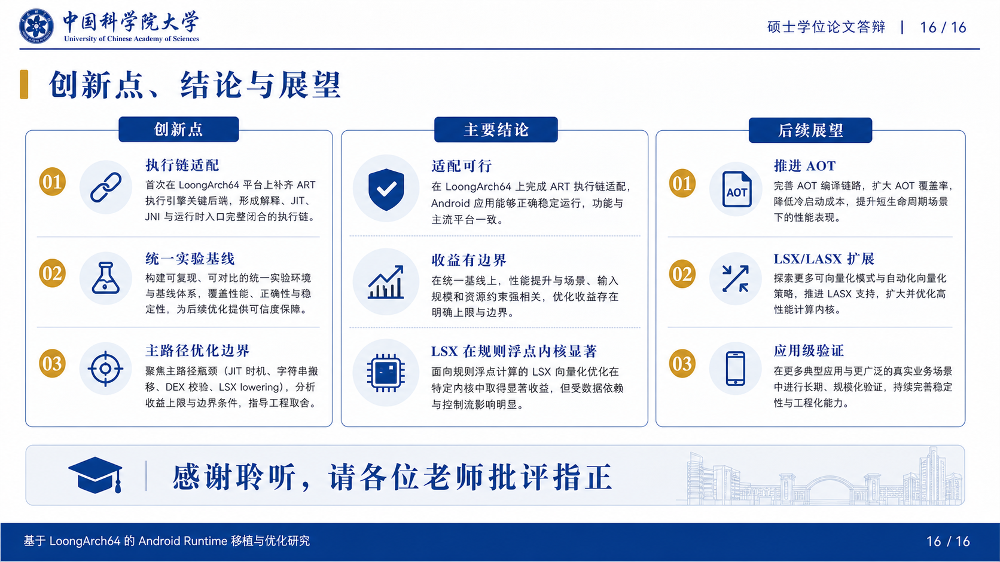 中国科学院大学
University of Chinese Academy of Sciences
硕士学位论文答辩 | 16 / 16
创新点、结论与展望
创新点
01
执行链适配
首次在 LoongArch64 平台上补齐 ART
执行引擎关键后端，形成解释、JIT、
JNI 与运行时入口完整闭合的执行链。
02
统一实验基线
构建可复现、可对比的统一实验环境
与基线体系，覆盖性能、正确性与稳
定性，为后续优化提供可信度保障。
03
主路径优化边界
聚焦主路径瓶颈（JIT 时机、字符串搬
移、DEX 校验、LSX lowering），分析
收益上限与边界条件，指导工程取舍。
主要结论
适配可行
在 LoongArch64 上完成 ART 执行链适配，
Android 应用能够正确稳定运行，功能与
主流平台一致。
收益有边界
在统一基线上，性能提升与场景、输入
规模和资源约束强相关，优化收益存在
明确上限与边界。
LSX 在规则浮点内核显著
面向规则浮点计算的 LSX 向量化优化在
特定内核中取得显著收益，但受数据依赖
与控制流影响明显。
后续展望
01
AOT
推进 AOT
完善 AOT 编译链路，扩大 AOT 覆盖率，
降低冷启动成本，提升短生命周期场景
下的性能表现。
02
LSX/LASX 扩展
探索更多可向量化模式与自动化向量化
策略，推进 LASX 支持，扩大并优化高
性能计算内核。
03
应用级验证
在更多典型应用与更广泛的真实业务场景
中进行长期、规模化验证，持续完善稳定
性与工程化能力。
感谢聆听，请各位老师批评指正
基于 LoongArch64 的 Android Runtime 移植与优化研究
16 / 16